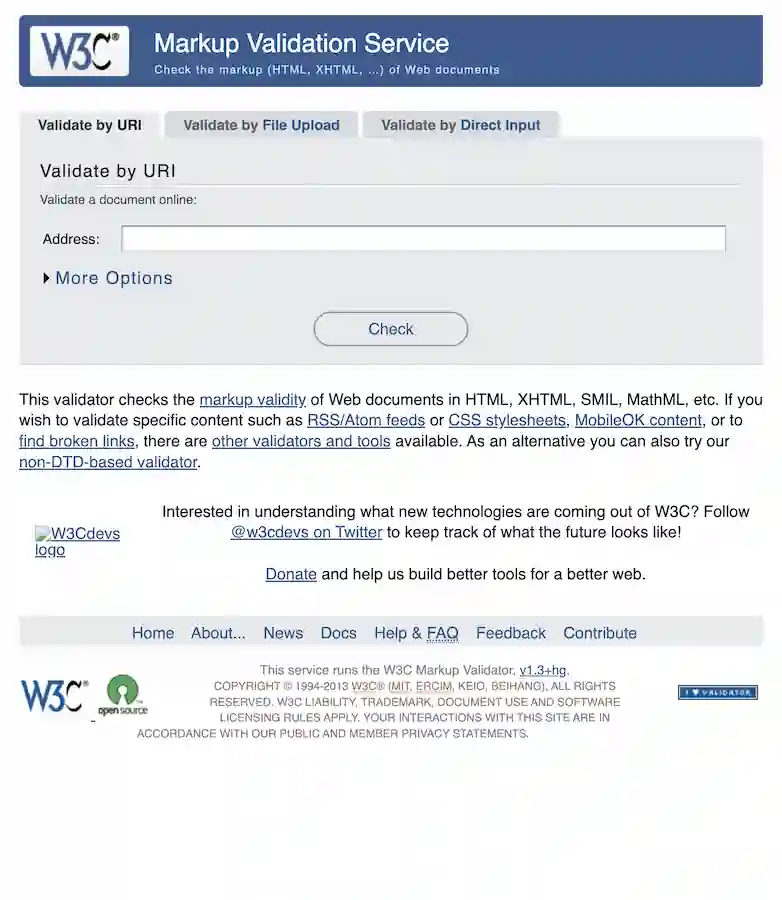 W3C®
Markup Validation Service
Check the markup (HTML, XHTML, …) of Web documents
Validate by URI
Validate by File Upload
Validate by Direct Input
Validate by URI
Validate a document online:
Address:
More Options
Check
This validator checks the markup validity of Web documents in HTML, XHTML, SMIL, MathML, etc. If you
wish to validate specific content such as RSS/Atom feeds or CSS stylesheets, MobileOK content, or to
find broken links, there are other validators and tools available. As an alternative you can also try our
non-DTD-based validator.
Interested in understanding what new technologies are coming out of W3C? Follow
@w3cdevs on Twitter to keep track of what the future looks like!
W3Cdevs
logo
Donate and help us build better tools for a better web.
Home About... News Docs Help & FAQ Feedback Contribute
This service runs the W3C Markup Validator, v1.3+hg.
COPYRIGHT © 1994-2013 W3C® (MIT, ERCIM, KEIO, BEIHANG), ALL RIGHTS
RESERVED. W3C LIABILITY, TRADEMARK, DOCUMENT USE AND SOFTWARE
LICENSING RULES APPLY. YOUR INTERACTIONS WITH THIS SITE ARE IN
ACCORDANCE WITH OUR PUBLIC AND MEMBER PRIVACY STATEMENTS.
W3C®
open source
I ♥ VALIDATOR